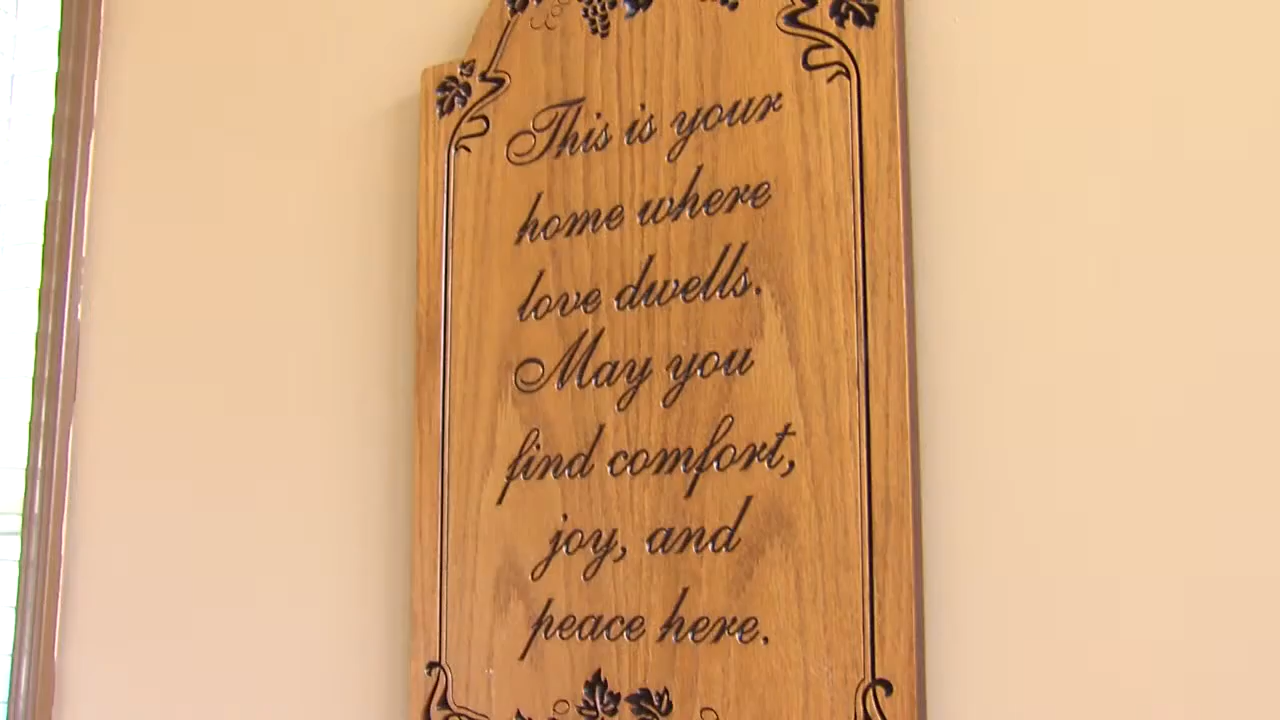 This is your
home where
love dwells.
May you
find comfort,
joy, and
peace here.